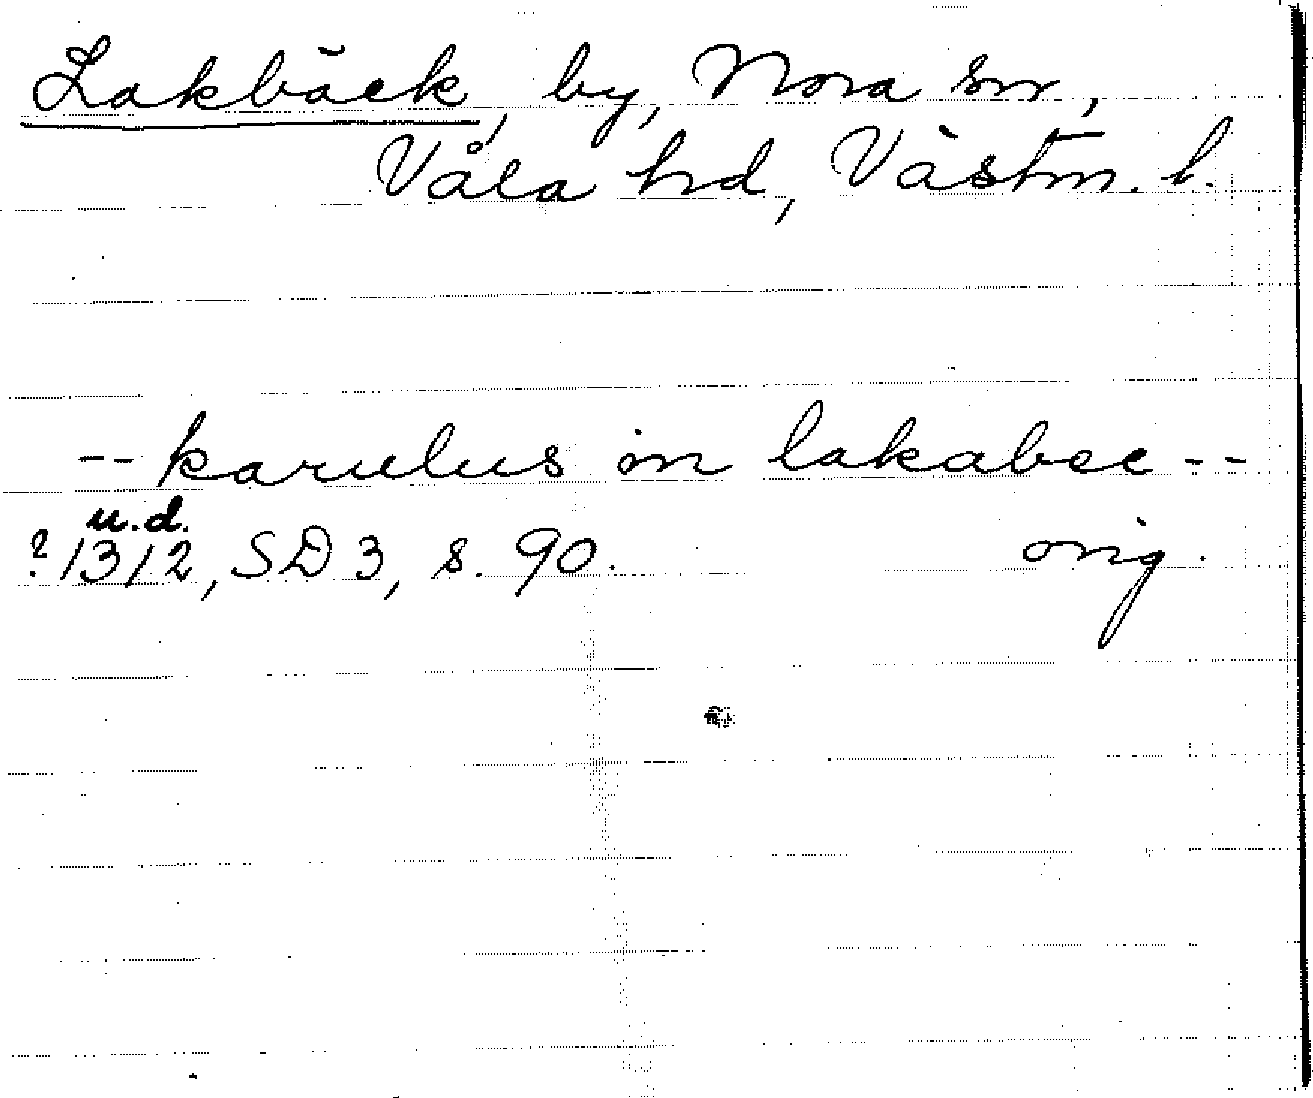 Lakbäck, by, Nora sn,
Våla hd, Västm. l.
-- karulus in lakabec --
u.d.
? 1312, SD 3, s. 90. orig.